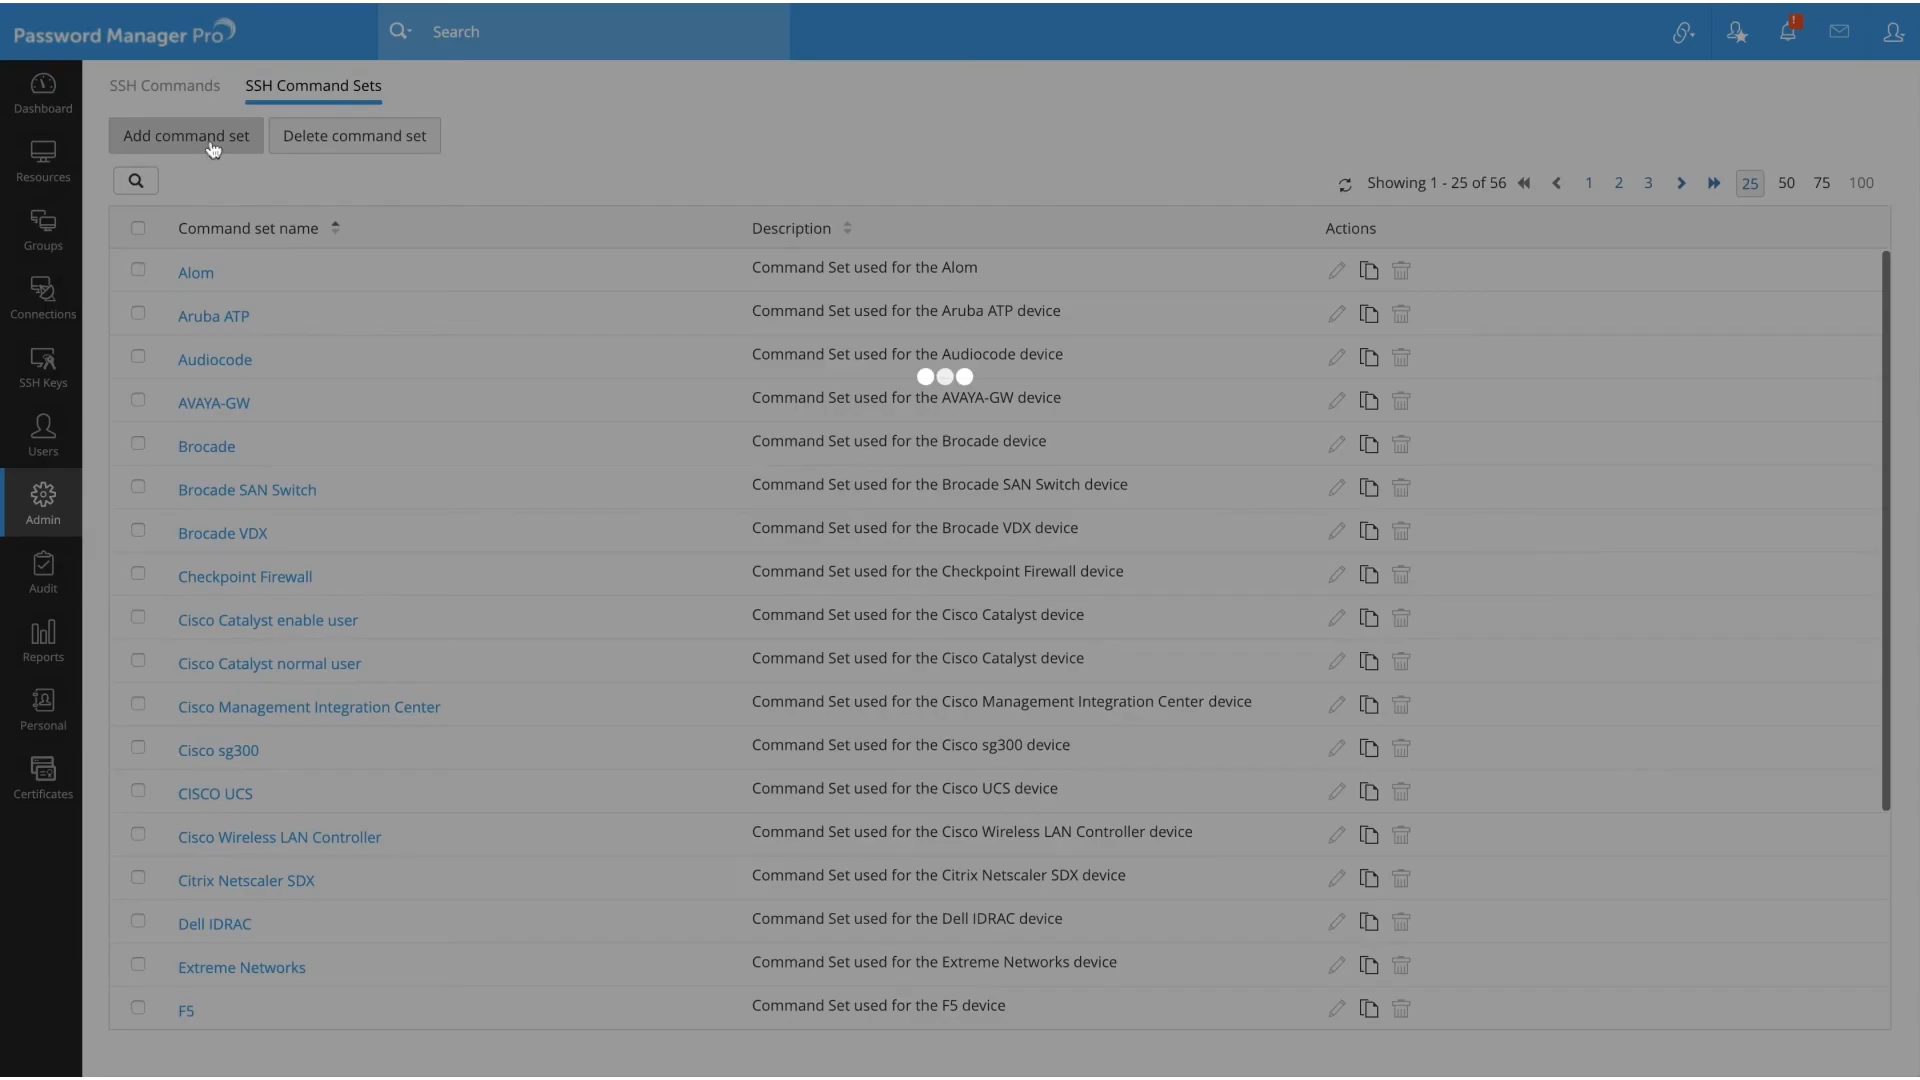 Password Manager Pro
Search
!
Dashboard
Resources
Groups
Connections
SSH Keys
Users
Admin
Audit
Reports
Personal
Certificates
SSH Commands SSH Command Sets
Add command set Delete command set
Showing 1 - 25 of 56 1 2 3 25 50 75 100
Command set name Description Actions
Alom Command Set used for the Alom
Aruba ATP Command Set used for the Aruba ATP device
Audiocode Command Set used for the Audiocode device
AVAYA-GW Command Set used for the AVAYA-GW device
Brocade Command Set used for the Brocade device
Brocade SAN Switch Command Set used for the Brocade SAN Switch device
Brocade VDX Command Set used for the Brocade VDX device
Checkpoint Firewall Command Set used for the Checkpoint Firewall device
Cisco Catalyst enable user Command Set used for the Cisco Catalyst device
Cisco Catalyst normal user Command Set used for the Cisco Catalyst device
Cisco Management Integration Center Command Set used for the Cisco Management Integration Center device
Cisco sg300 Command Set used for the Cisco sg300 device
CISCO UCS Command Set used for the Cisco UCS device
Cisco Wireless LAN Controller Command Set used for the Cisco Wireless LAN Controller device
Citrix Netscaler SDX Command Set used for the Citrix Netscaler SDX device
Dell IDRAC Command Set used for the Dell IDRAC device
Extreme Networks Command Set used for the Extreme Networks device
F5 Command Set used for the F5 device